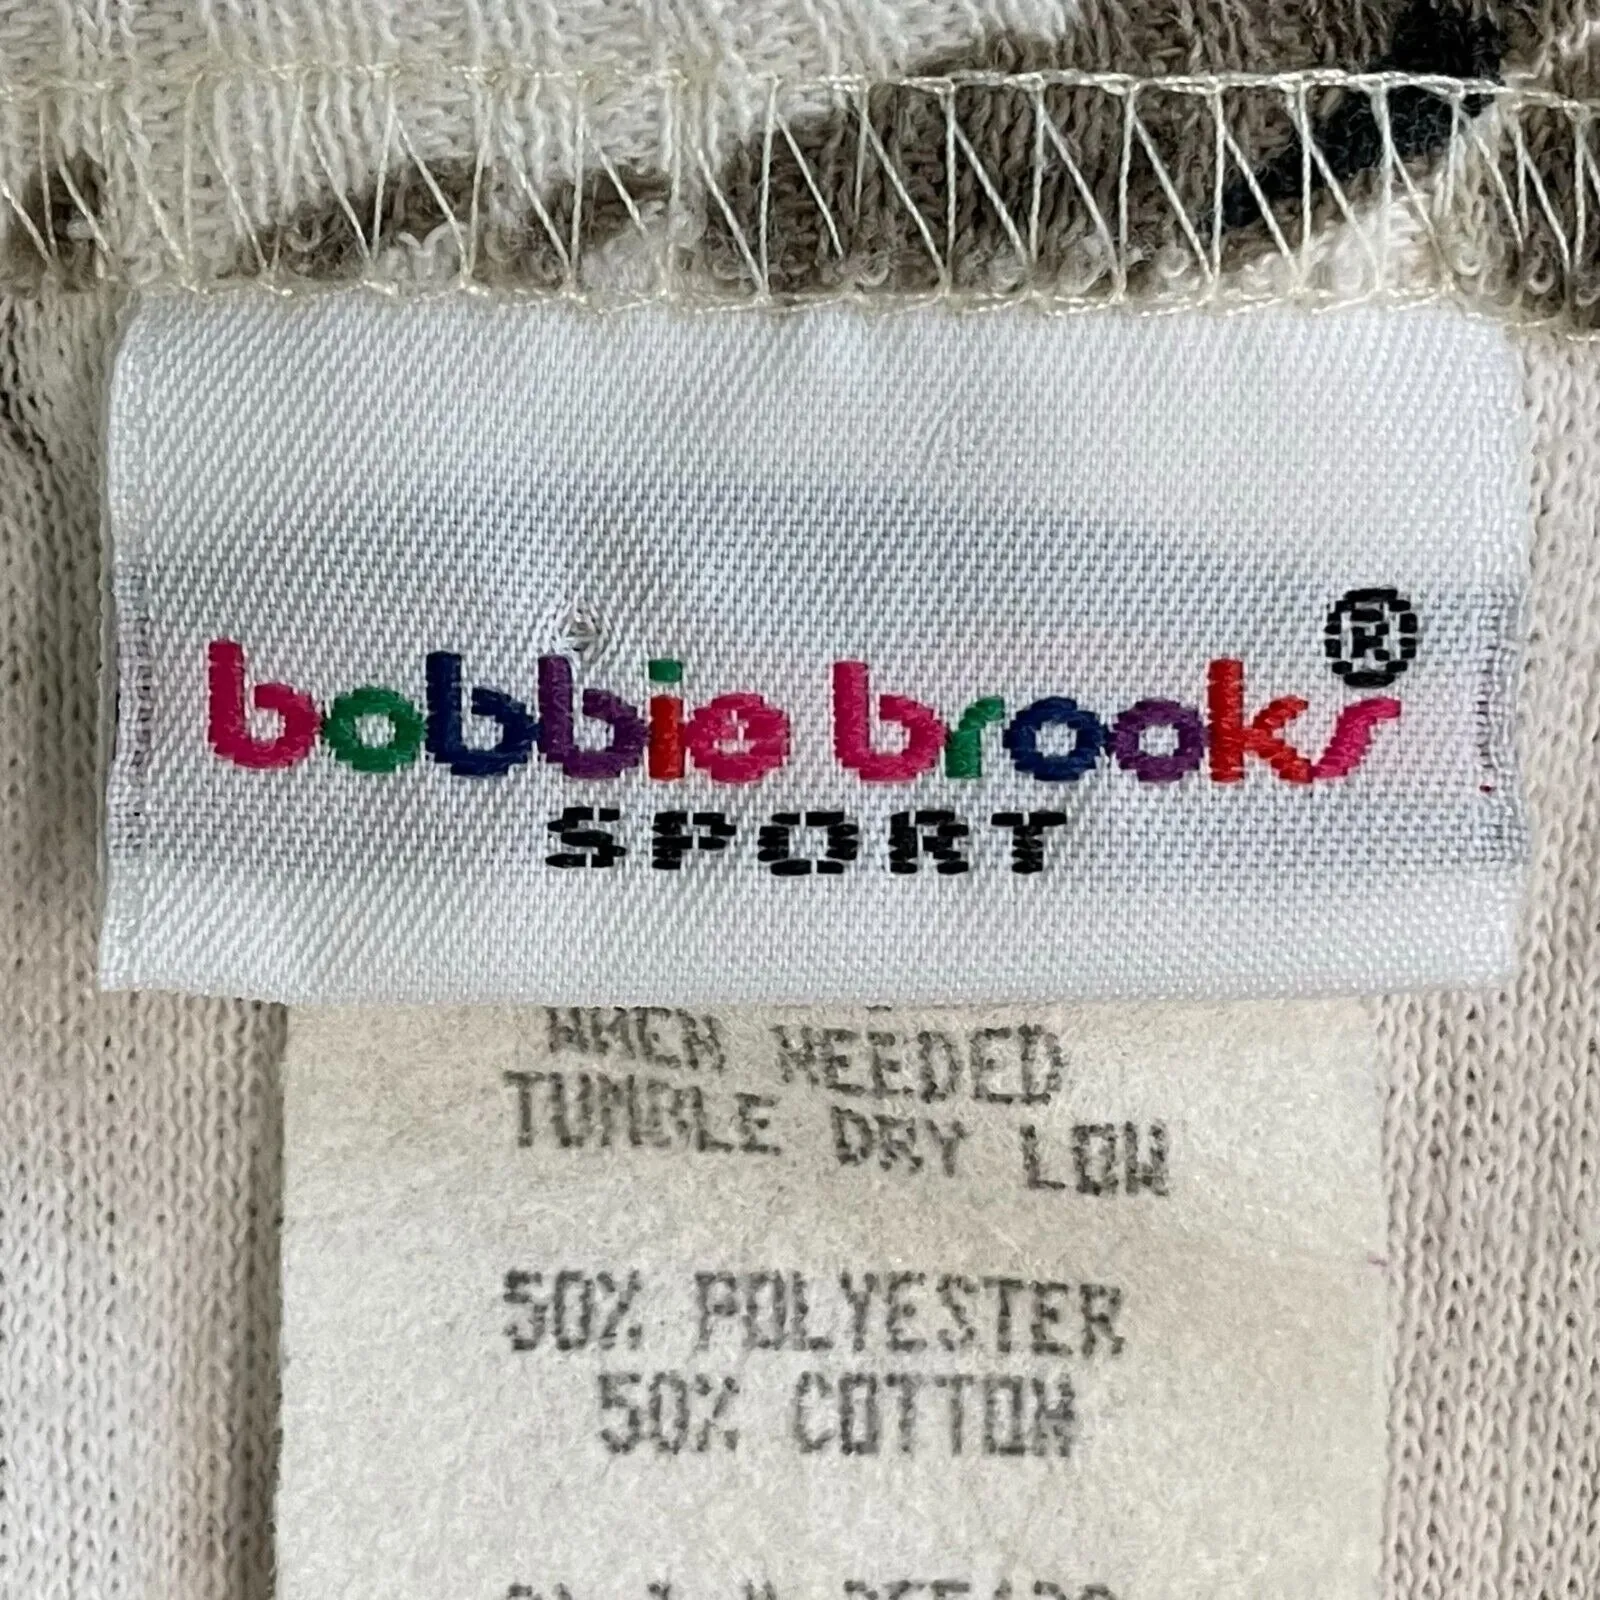 bobbie brooks®
SPORT
WHEN NEEDED
TUMBLE DRY LOW
50% POLYESTER
50% COTTON